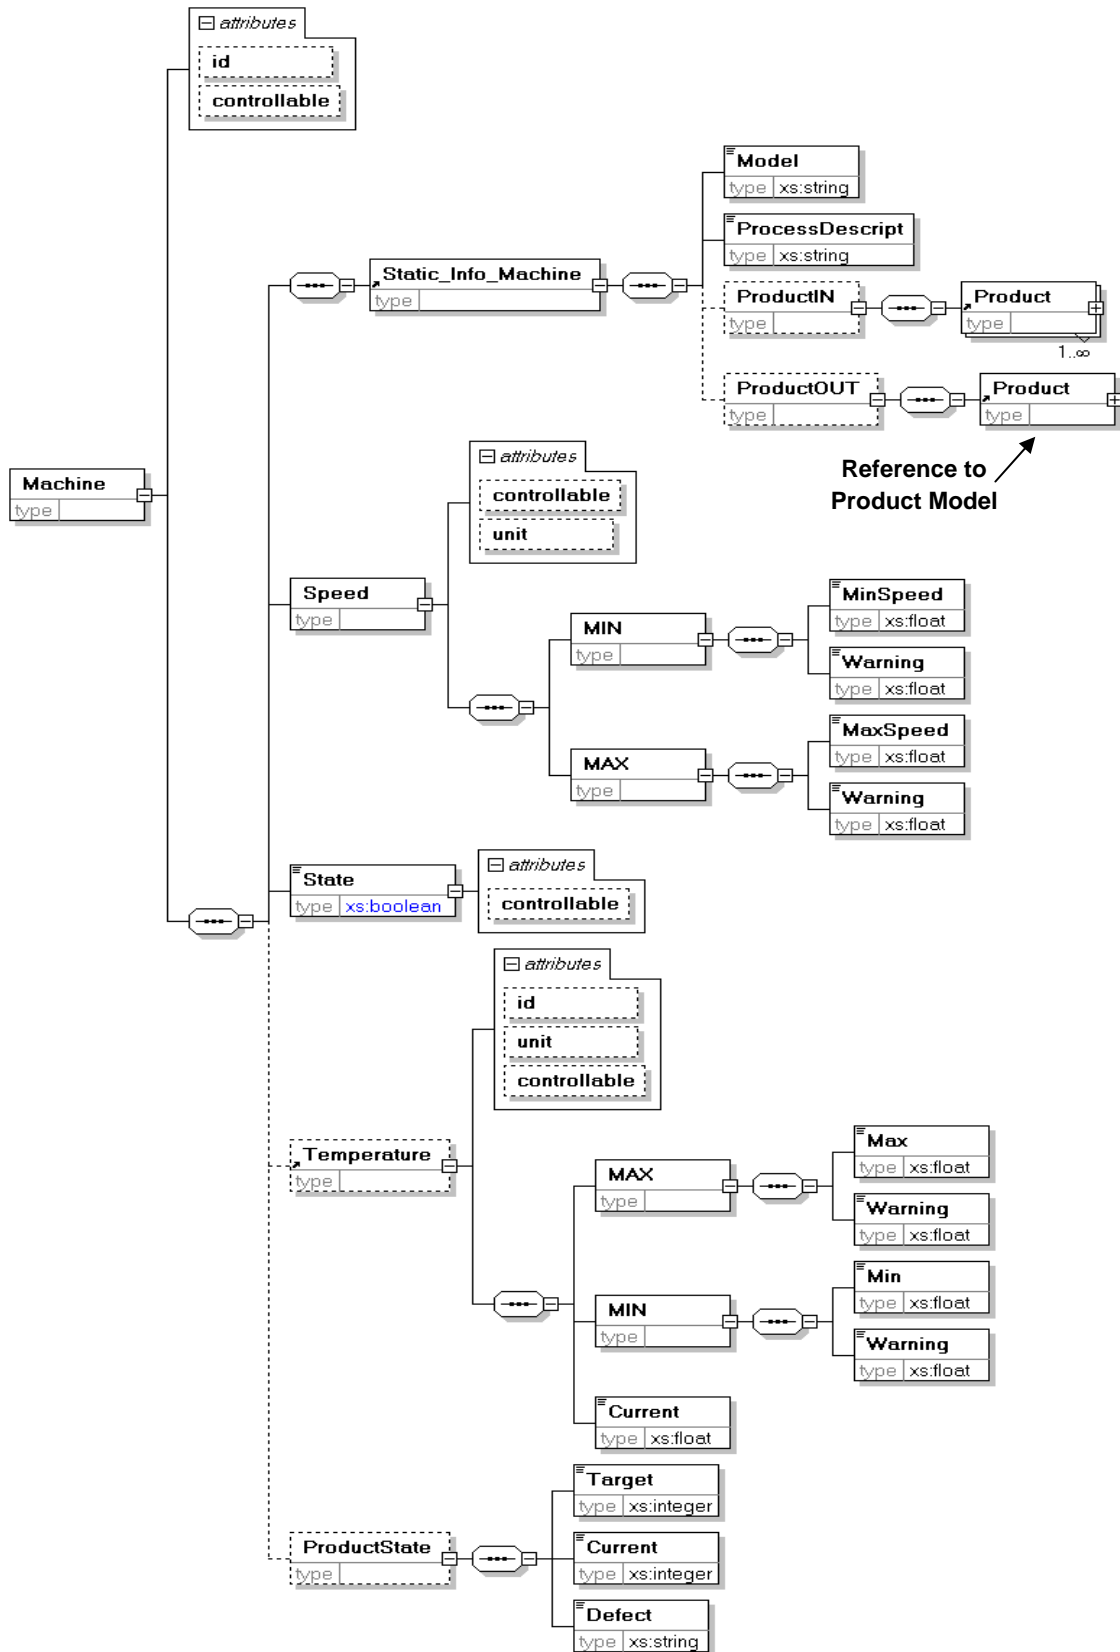 attributes
id
controllable
Model
type xs:string
ProcessDescript
type xs:string
Static_Info_Machine
type
ProductIN
type
Product
type
1..∞
ProductOUT
type
Product
type
Reference to
Product Model
Machine
type
attributes
controllable
unit
Speed
type
MIN
type
MinSpeed
type xs:float
Warning
type xs:float
MAX
type
MaxSpeed
type xs:float
Warning
type xs:float
State
type xs:boolean
attributes
controllable
attributes
id
unit
controllable
Temperature
type
MAX
type
Max
type xs:float
Warning
type xs:float
MIN
type
Min
type xs:float
Warning
type xs:float
Current
type xs:float
ProductState
type
Target
type xs:integer
Current
type xs:integer
Defect
type xs:string